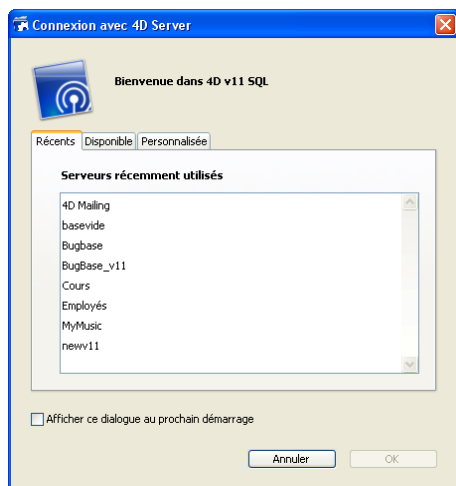 Connexion avec 4D Server
Bienvenue dans 4D v11 SQL
Récents Disponible Personnalisée
Serveurs récemment utilisés
4D Mailing
basevide
Bugbase
BugBase_v11
Cours
Employés
MyMusic
newv11
Afficher ce dialogue au prochain démarrage
Annuler OK